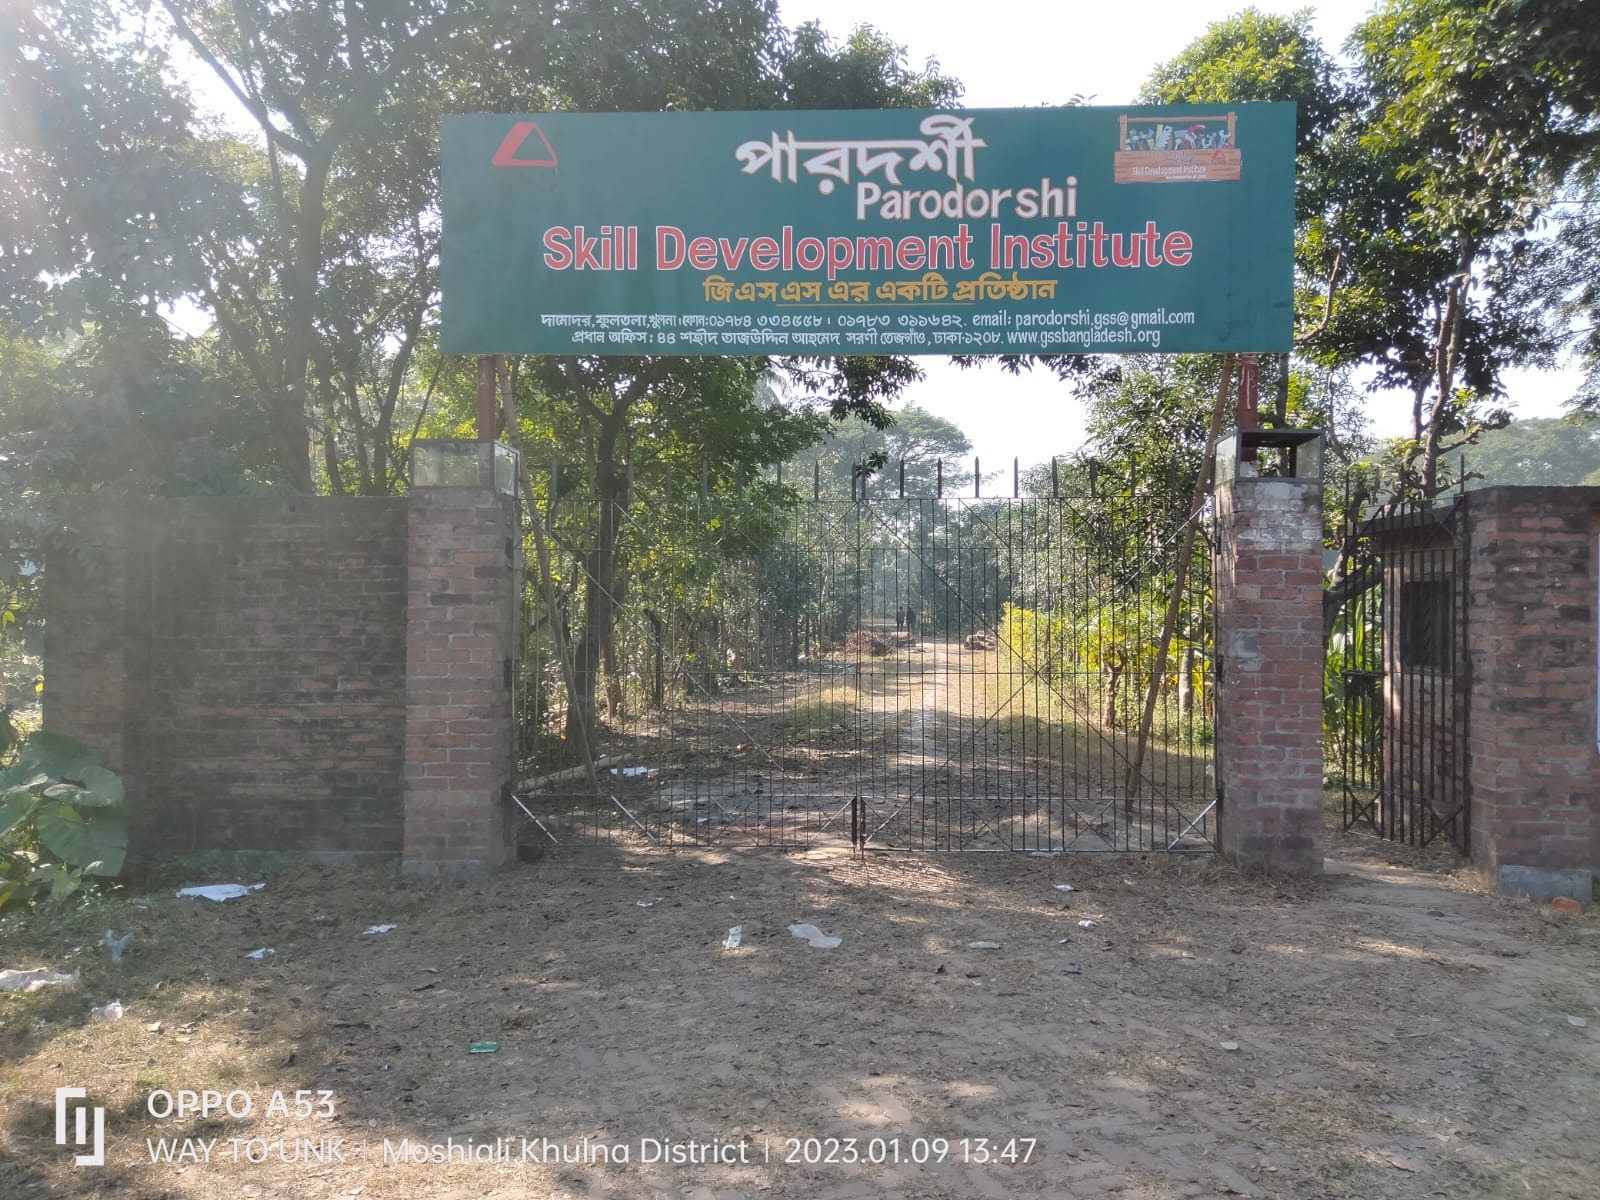 পারদর্শী
Parodorshi
Skill Development Institute
Skill Development Institute
জিএসএস এর একটি প্রতিষ্ঠান
দামোদর, ফুলতলা, খুলনা। ফোন:০১৭৮৪ ৩৩৪৫৫৮। ০১৭৮৩ ৩১১৬৪২. email: parodorshi.gss@gmail.com
প্রধান অফিস : ৪৪ শহীদ তাজউদ্দিন আহমেদ সরণী তেজগাঁও, ঢাকা-১২০৮. www.gssbangladesh.org
OPPO A53
WAY TO UNK | Moshiali Khulna District | 2023.01.09 13:47